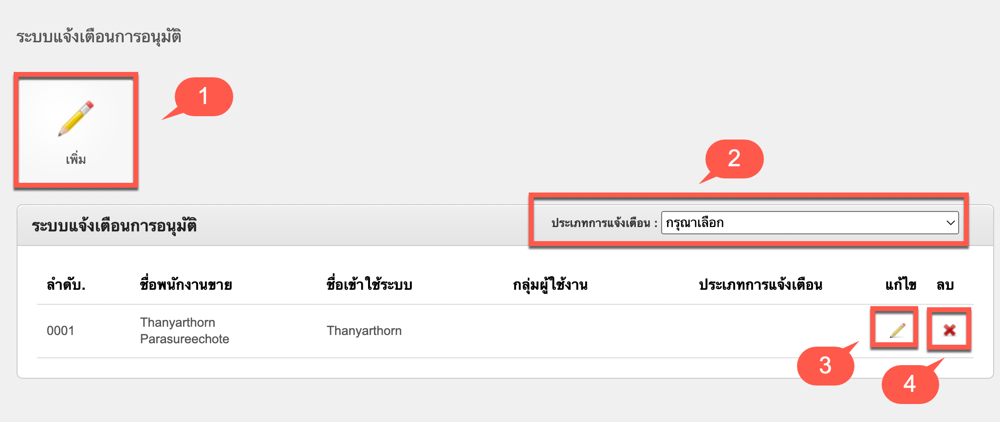 ระบบแจ้งเตือนการอนุมัติ
1
เพิ่ม
2
ระบบแจ้งเตือนการอนุมัติ
ประเภทการแจ้งเตือน : กรุณาเลือก
ลำดับ. ชื่อพนักงานขาย ชื่อเข้าใช้ระบบ กลุ่มผู้ใช้งาน ประเภทการแจ้งเตือน แก้ไข ลบ
0001 Thanyarthorn Thanyarthorn
Parasureechote
3
4